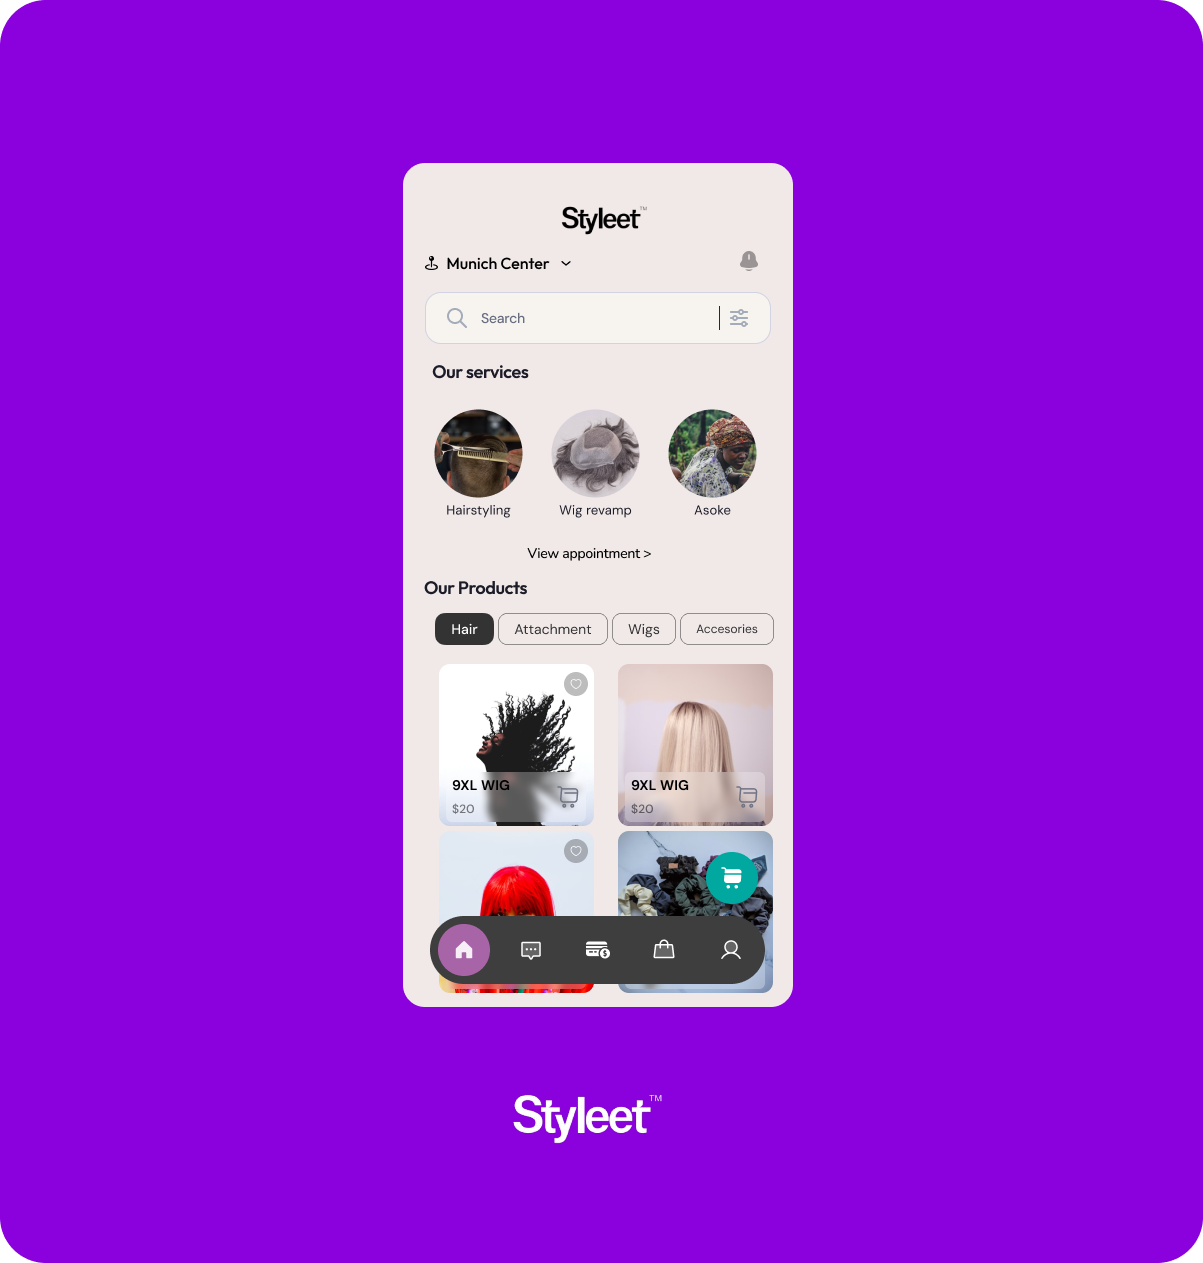 Styleet™
Munich Center
Search
Our services
Hairstyling Wig revamp Asoke
View appointment >
Our Products
Hair Attachment Wigs Accesories
9XL WIG 9XL WIG
$20 $20
Styleet™